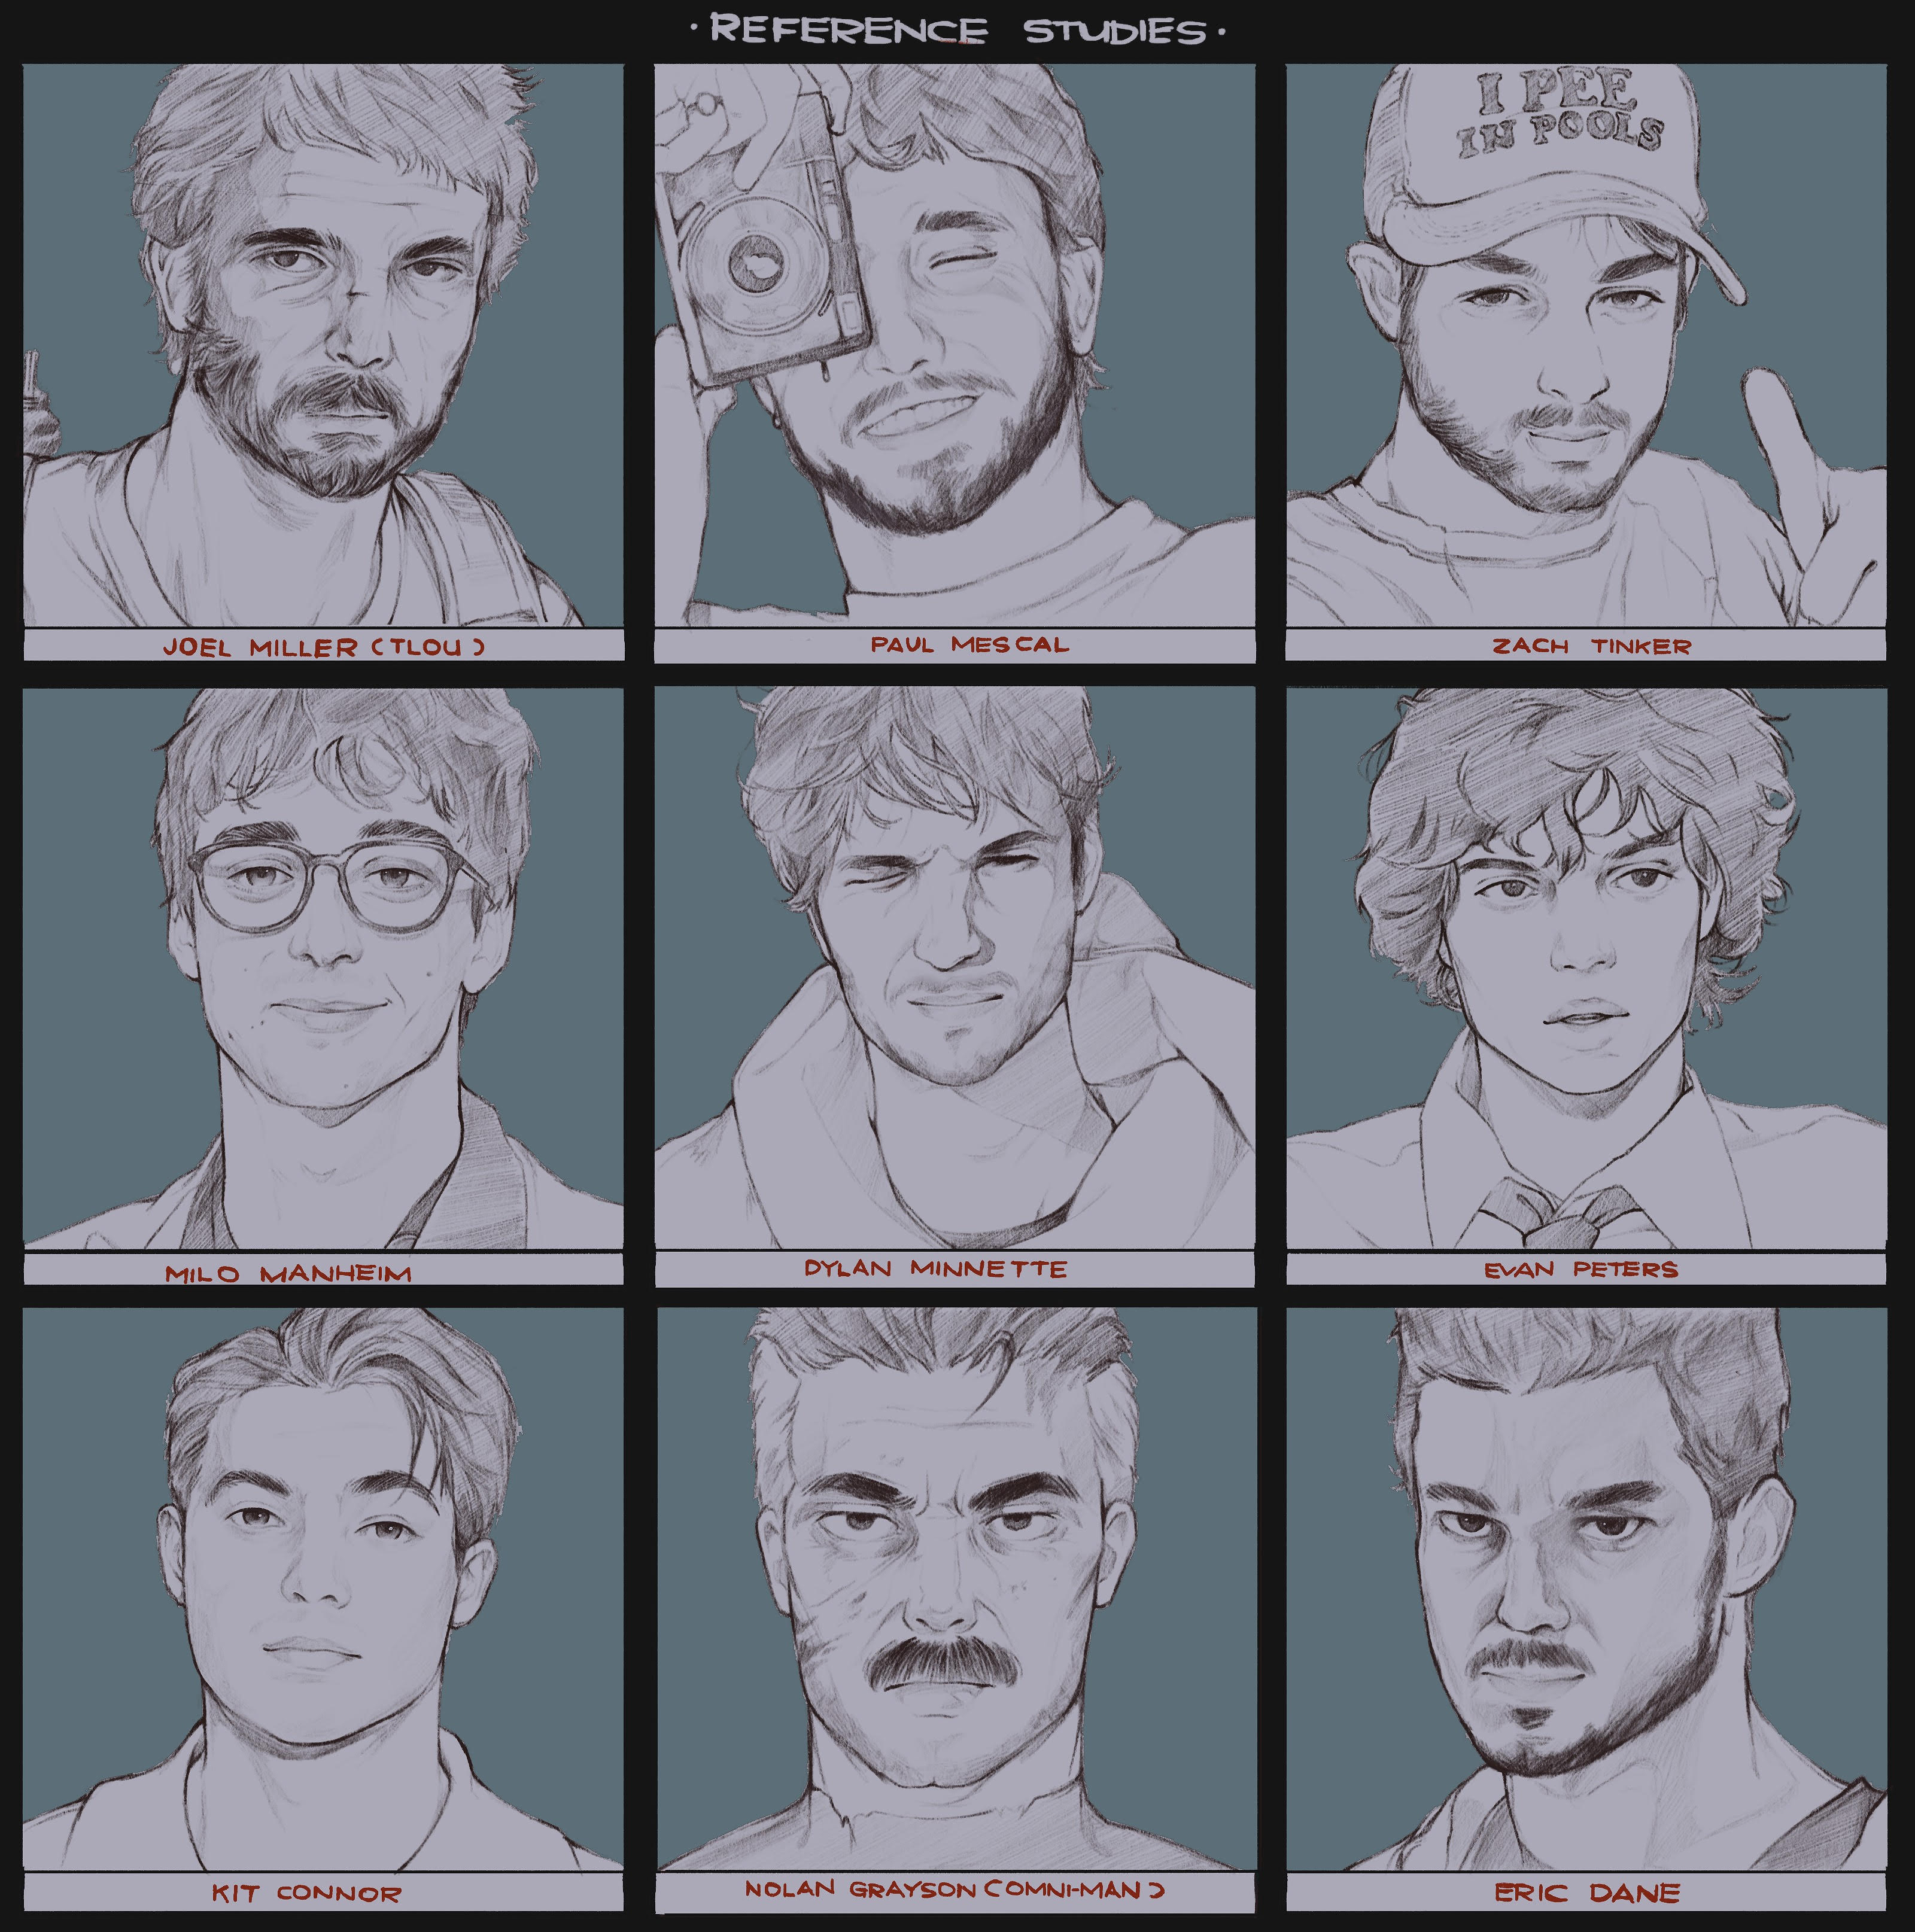 · REFERENCE STUDIES ·
I PEE
IN POOLS
JOEL MILLER (TLOU)
PAUL MESCAL
ZACH TINKER
MILO MANHEIM
DYLAN MINNETTE
EVAN PETERS
KIT CONNOR
NOLAN GRAYSON (OMNI-MAN)
ERIC DANE